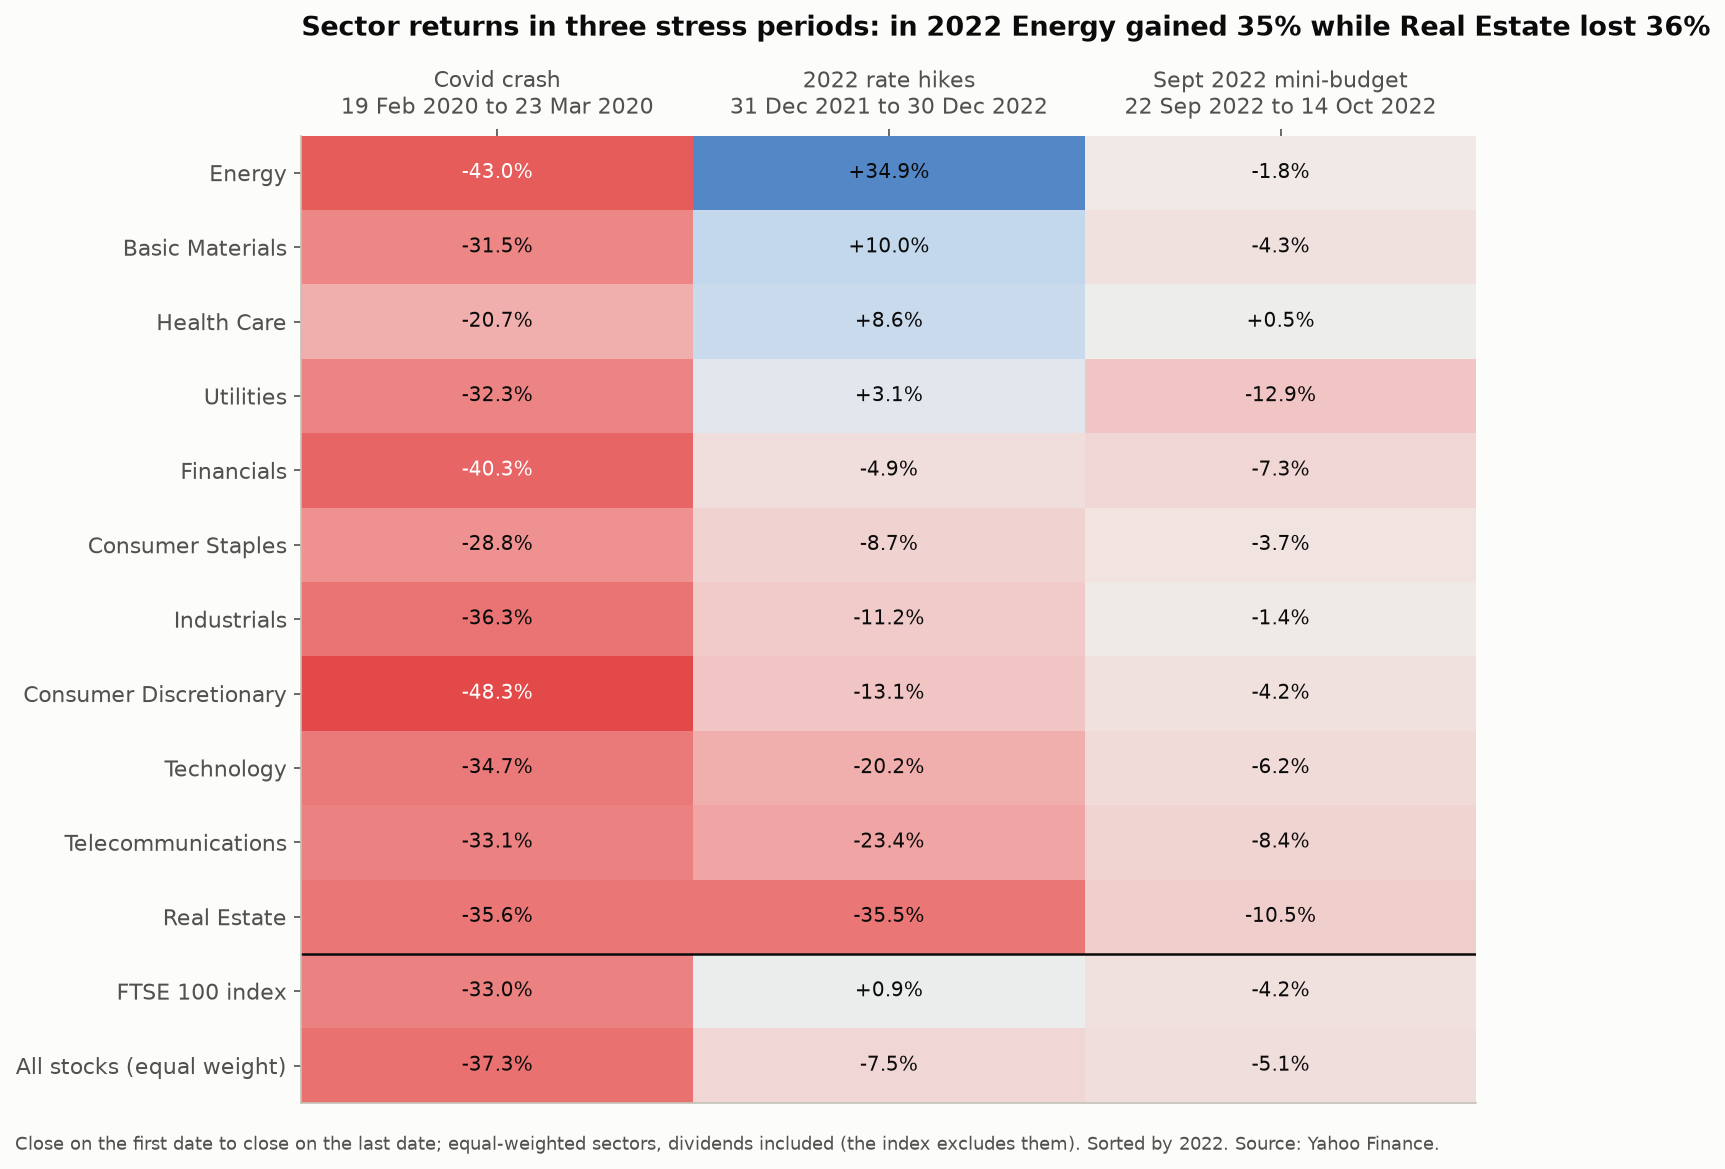 Sector returns in three stress periods: in 2022 Energy gained 35% while Real Estate lost 36%
Covid crash
19 Feb 2020 to 23 Mar 2020
2022 rate hikes
31 Dec 2021 to 30 Dec 2022
Sept 2022 mini-budget
22 Sep 2022 to 14 Oct 2022
Energy -43.0% +34.9% -1.8%
Basic Materials -31.5% +10.0% -4.3%
Health Care -20.7% +8.6% +0.5%
Utilities -32.3% +3.1% -12.9%
Financials -40.3% -4.9% -7.3%
Consumer Staples -28.8% -8.7% -3.7%
Industrials -36.3% -11.2% -1.4%
Consumer Discretionary -48.3% -13.1% -4.2%
Technology -34.7% -20.2% -6.2%
Telecommunications -33.1% -23.4% -8.4%
Real Estate -35.6% -35.5% -10.5%
FTSE 100 index -33.0% +0.9% -4.2%
All stocks (equal weight) -37.3% -7.5% -5.1%
Close on the first date to close on the last date; equal-weighted sectors, dividends included (the index excludes them). Sorted by 2022. Source: Yahoo Finance.